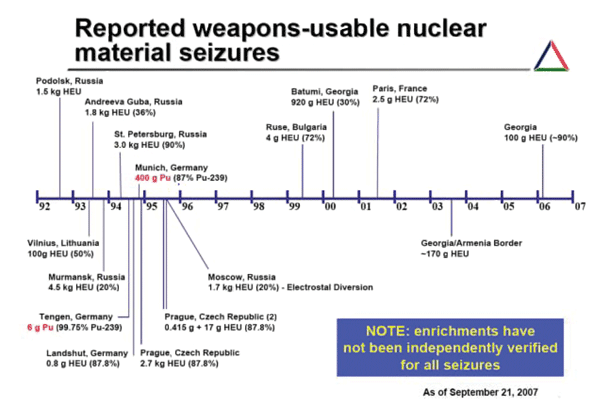 Reported weapons-usable nuclear
material seizures
Podolsk, Russia
1.5 kg HEU
Andreeva Guba, Russia
1.8 kg HEU (36%)
St. Petersburg, Russia
3.0 kg HEU (90%)
Munich, Germany
400 g Pu (87% Pu-239)
Batumi, Georgia
920 g HEU (30%)
Paris, France
2.5 g HEU (72%)
Ruse, Bulgaria
4 g HEU (72%)
Georgia
100 g HEU (~90%)
92 93 94 95 96 97 98 99 00 01 02 03 04 05 06 07
Vilnius, Lithuania
100g HEU (50%)
Murmansk, Russia
4.5 kg HEU (20%)
Tengen, Germany
6 g Pu (99.75% Pu-239)
Landshut, Germany
0.8 g HEU (87.8%)
Prague, Czech Republic
2.7 kg HEU (87.8%)
Prague, Czech Republic (2)
0.415 g + 17 g HEU (87.8%)
Moscow, Russia
1.7 kg HEU (20%) - Electrostal Diversion
Georgia/Armenia Border
~170 g HEU
NOTE: enrichments have
not been independently verified
for all seizures
As of September 21, 2007